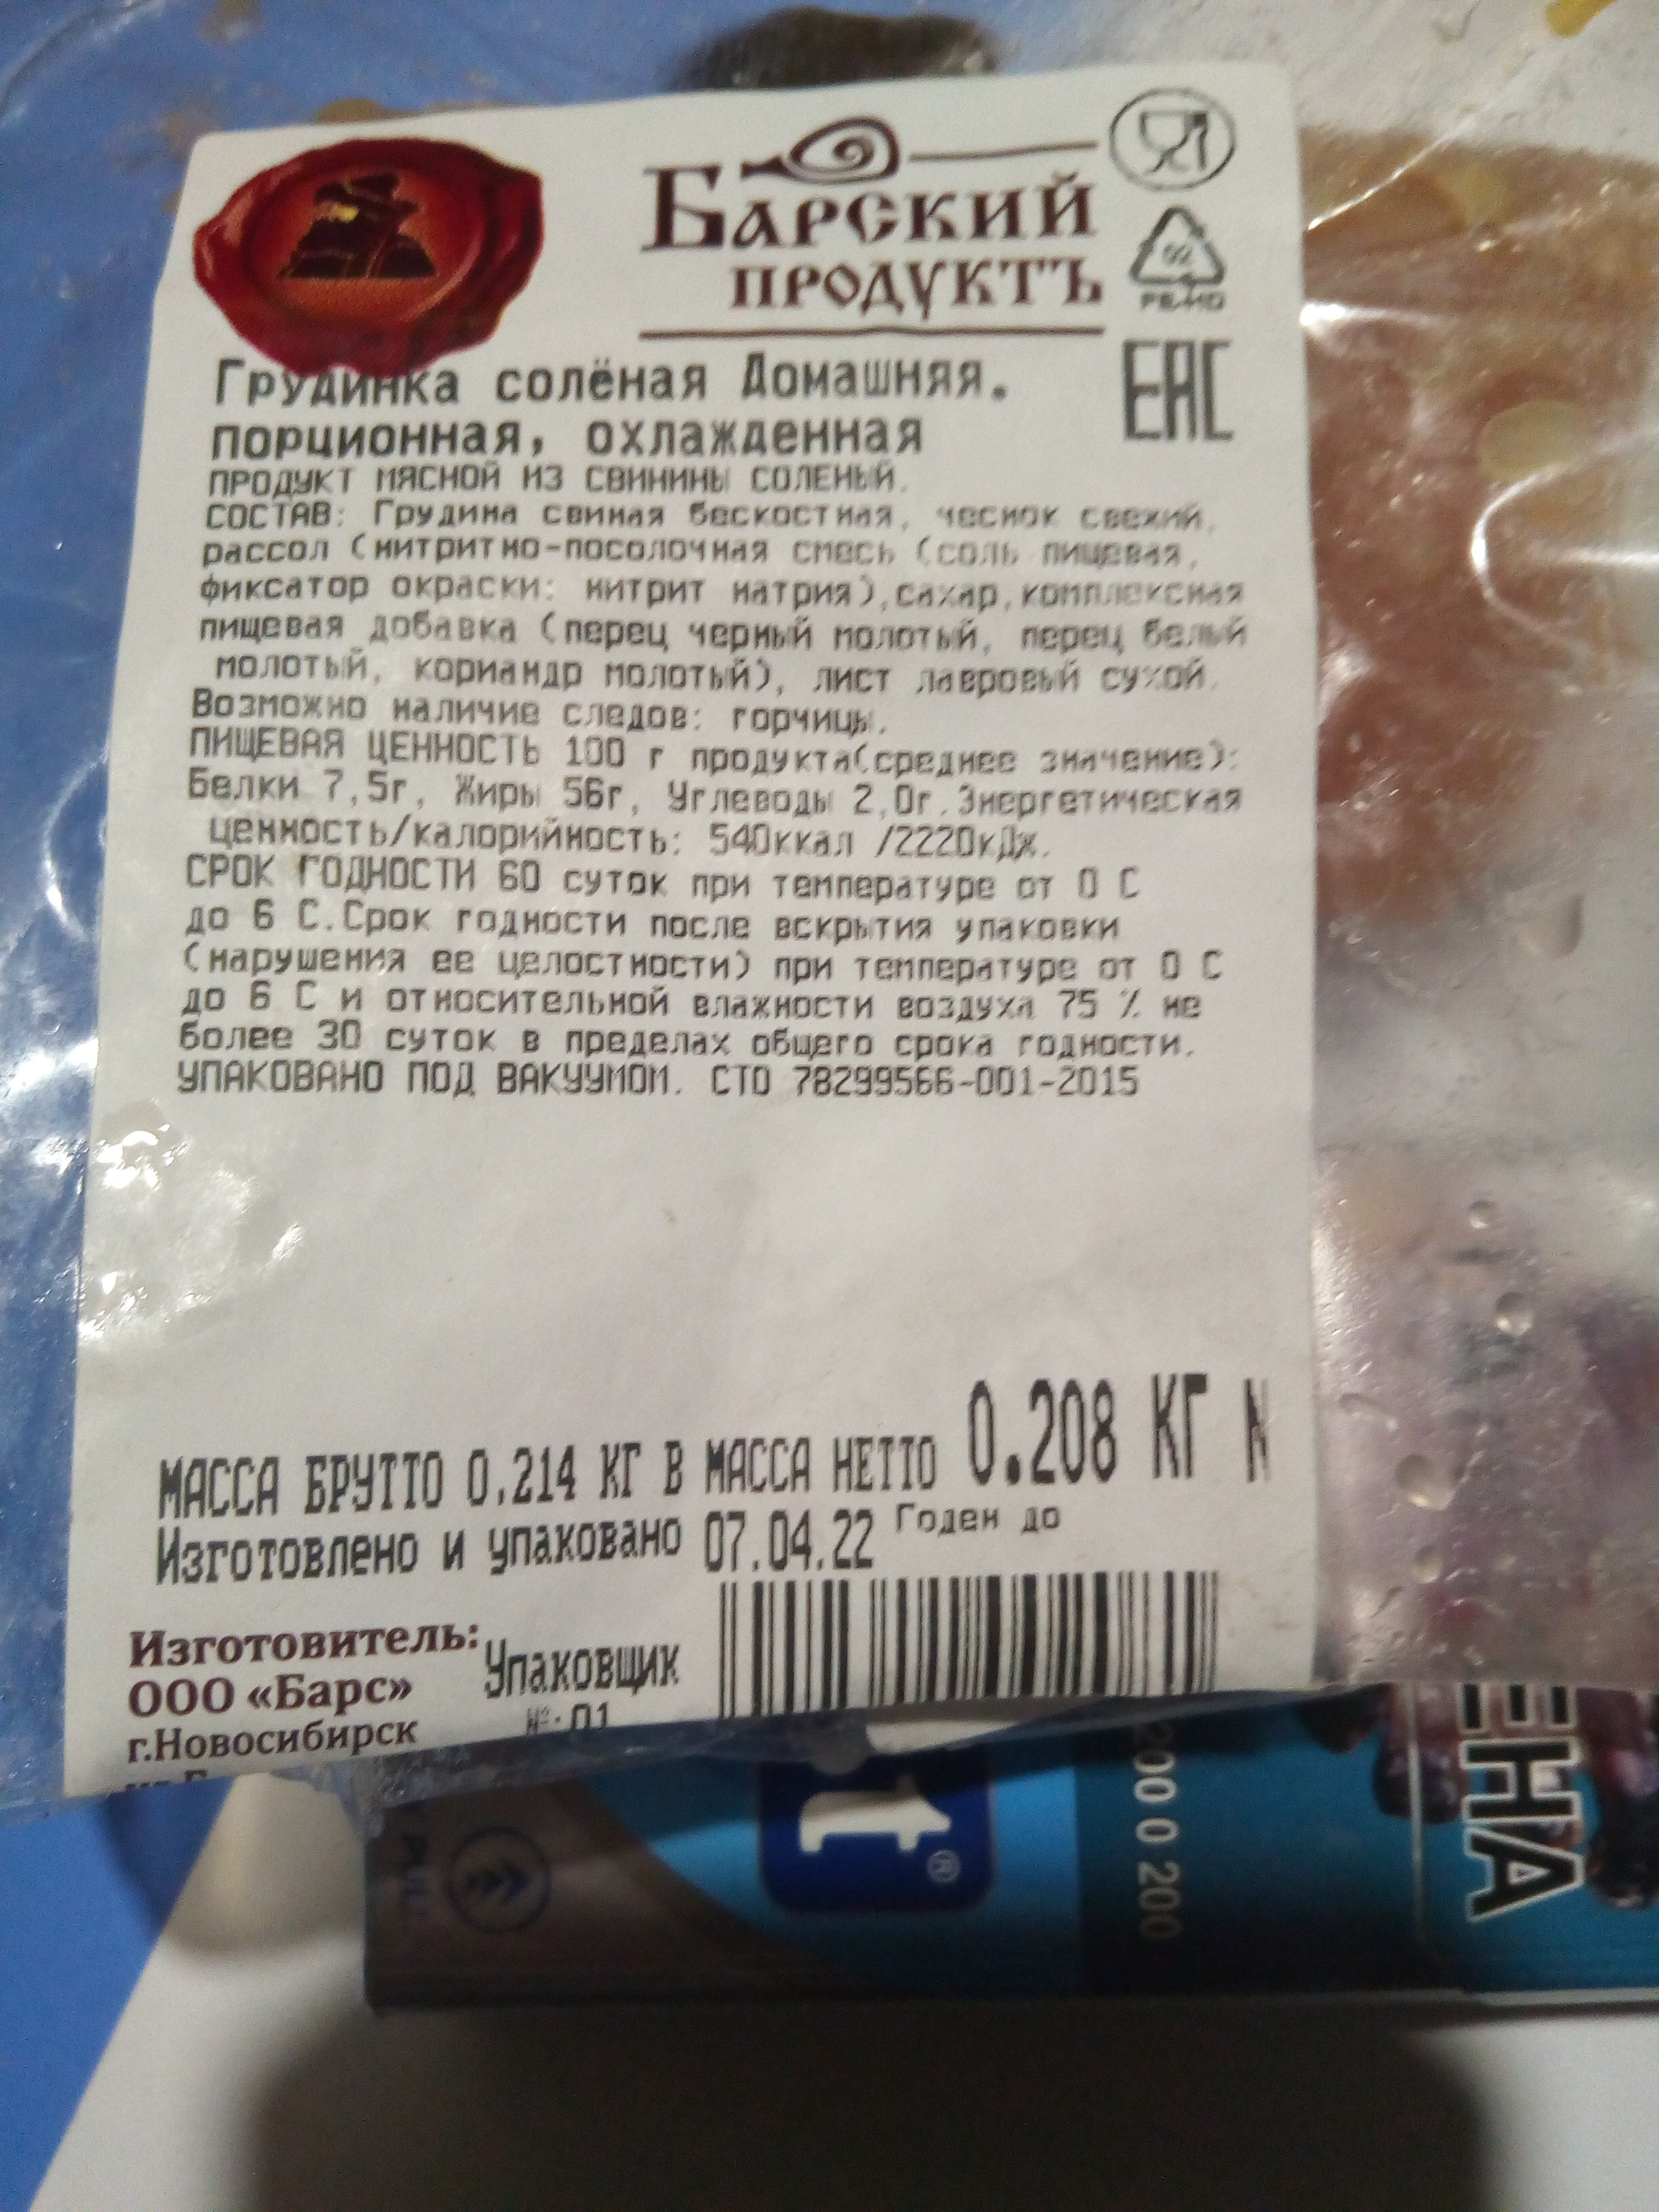 Барский
продуктъ
02
PE-HD
EAC
Грудинка солёная Домашняя.
порционная, охлажденная
ПРОДУКТ МЯСНОЙ ИЗ СВИНИНЫ СОЛЕНЫЙ.
СОСТАВ: Грудина свиная бескостная, чеснок свежий,
рассол (нитритно-посолочная смесь (соль пищевая,
фиксатор окраски: нитрит натрия),сахар,комплексная
пищевая добавка (перец черный молотый, перец белый
молотый, кориандр молотый), лист лавровый сухой.
Возможно наличие следов: горчицы.
ПИЩЕВАЯ ЦЕННОСТЬ 100 г продукта(среднее значение):
Белки 7,5г, Жиры 56г, Углеводы 2,0г.Энергетическая
ценность/калорийность: 540ккал /2220кДж.
СРОК ГОДНОСТИ 60 суток при температуре от 0 С
до 6 С.Срок годности после вскрытия упаковки
(нарушения ее целостности) при температуре от 0 С
до 6 С и относительной влажности воздуха 75 % не
более 30 суток в пределах общего срока годности.
УПАКОВАНО ПОД ВАКУУМОМ. СТО 78299566-001-2015
МАССА БРУТТО 0,214 КГ В МАССА НЕТТО 0.208 КГ
Изготовлено и упаковано 07.04.22 Годен до
Изготовитель:
ООО «Барс»
г.Новосибирск
Упаковщик
№:01
t®
200 0 200
ЕНА